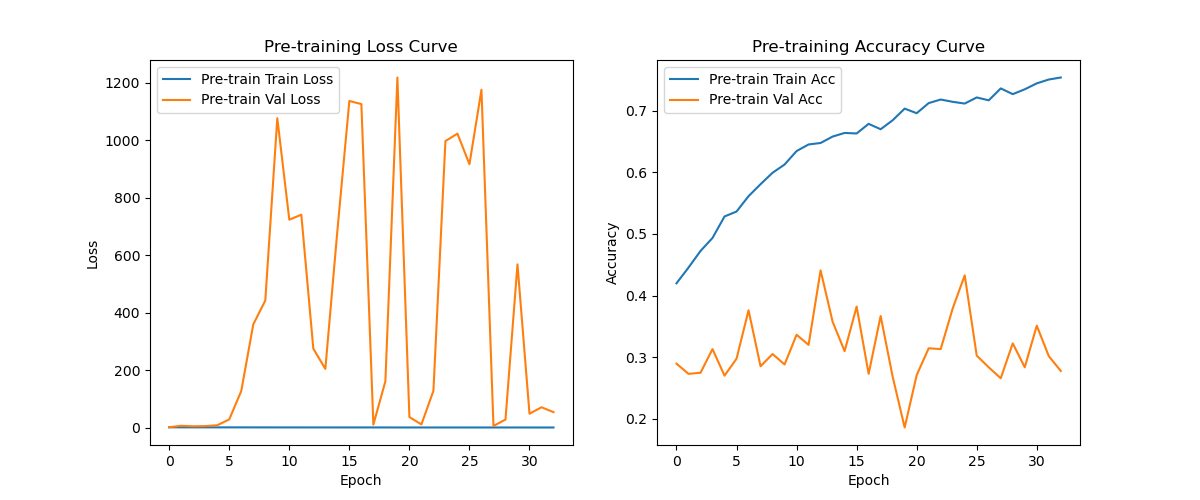 Pre-training Loss Curve
Pre-train Train Loss
Pre-train Val Loss
1200
1000
800
600
400
200
0
Loss
0 5 10 15 20 25 30
Epoch
Pre-training Accuracy Curve
Pre-train Train Acc
Pre-train Val Acc
0.7
0.6
0.5
0.4
0.3
0.2
Accuracy
0 5 10 15 20 25 30
Epoch